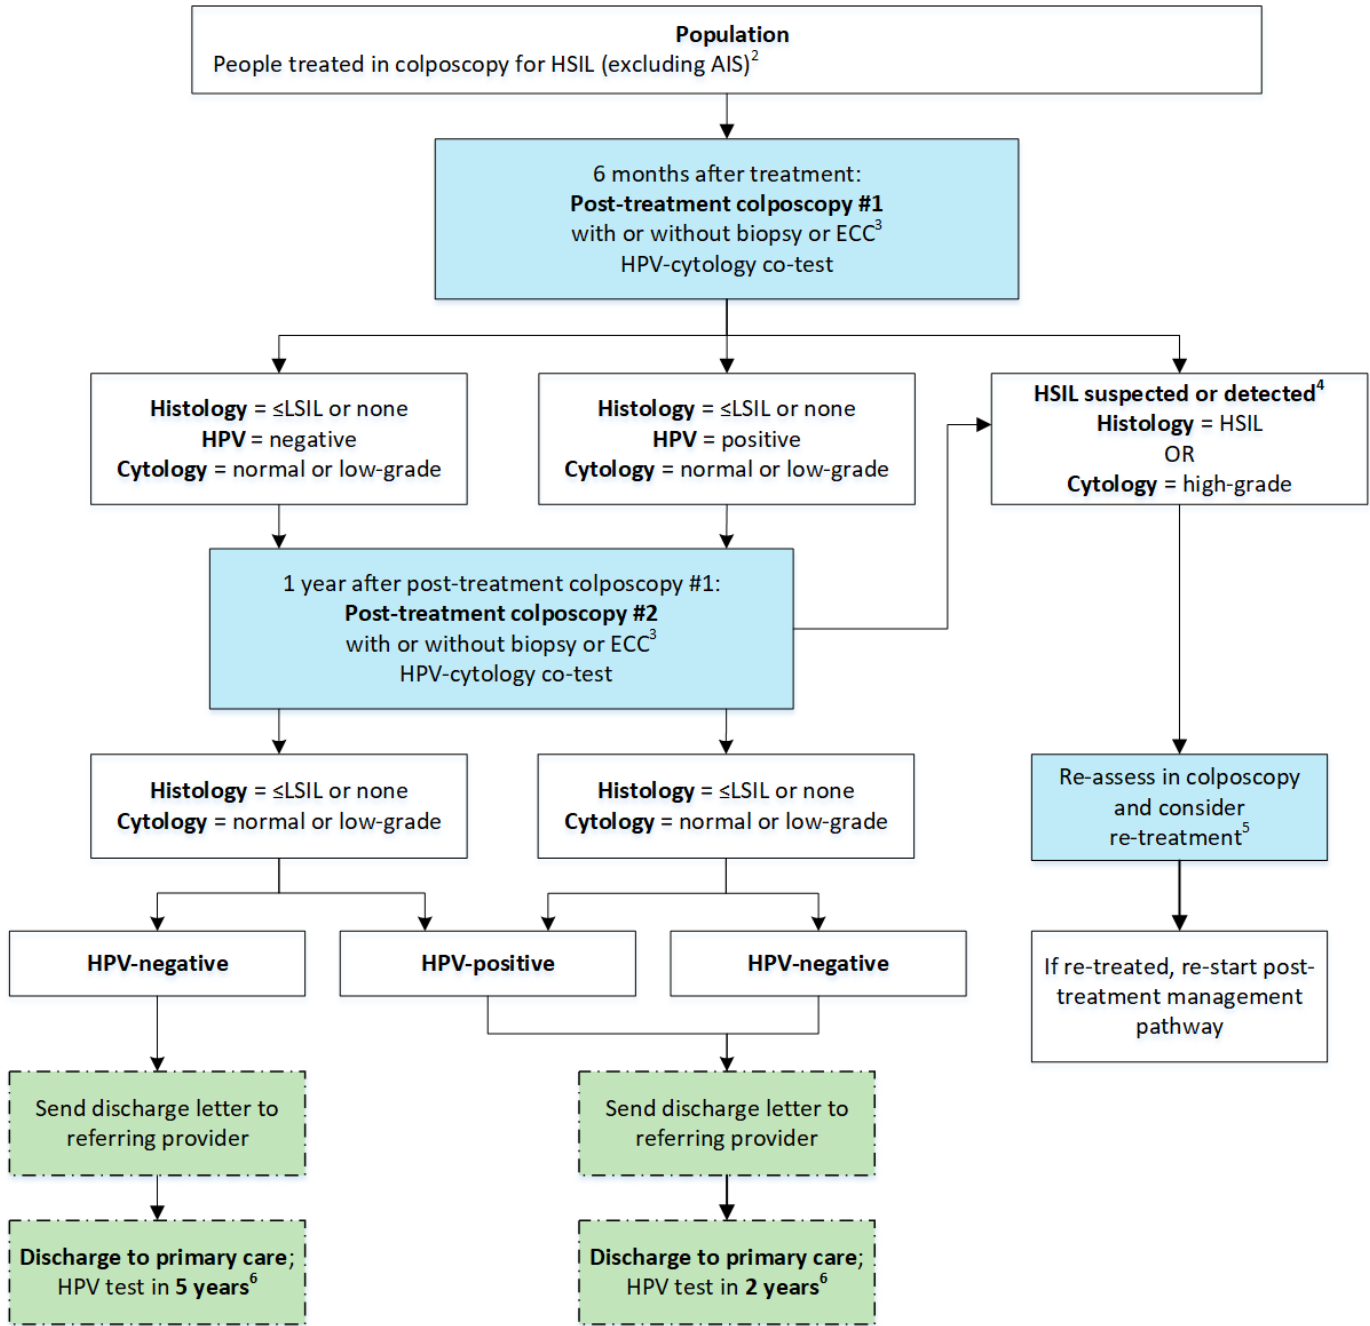 Population
People treated in colposcopy for HSIL (excluding AIS)²
6 months after treatment:
Post-treatment colposcopy #1
with or without biopsy or ECC³
HPV-cytology co-test
Histology = ≤LSIL or none
HPV = negative
Cytology = normal or low-grade
Histology = ≤LSIL or none
HPV = positive
Cytology = normal or low-grade
HSIL suspected or detected⁴
Histology = HSIL
OR
Cytology = high-grade
1 year after post-treatment colposcopy #1:
Post-treatment colposcopy #2
with or without biopsy or ECC³
HPV-cytology co-test
Histology = ≤LSIL or none
Cytology = normal or low-grade
Histology = ≤LSIL or none
Cytology = normal or low-grade
Re-assess in colposcopy
and consider
re-treatment⁵
HPV-negative
HPV-positive
HPV-negative
If re-treated, re-start post-
treatment management
pathway
Send discharge letter to
referring provider
Send discharge letter to
referring provider
Discharge to primary care;
HPV test in 5 years⁶
Discharge to primary care;
HPV test in 2 years⁶